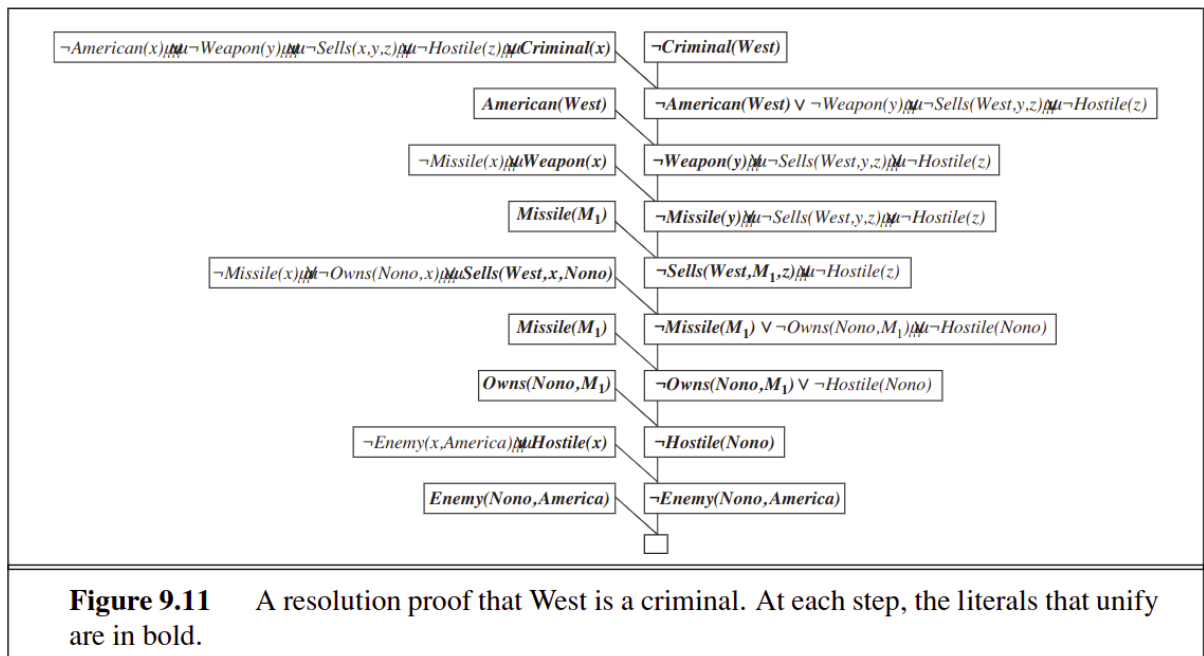 ¬American(x) ∨ ¬Weapon(y) ∨ ¬Sells(x,y,z) ∨ ¬Hostile(z) ∨ Criminal(x)
¬Criminal(West)
American(West)
¬American(West) ∨ ¬Weapon(y) ∨ ¬Sells(West,y,z) ∨ ¬Hostile(z)
¬Missile(x) ∨ Weapon(x)
¬Weapon(y) ∨ ¬Sells(West,y,z) ∨ ¬Hostile(z)
Missile(M₁)
¬Missile(y) ∨ ¬Sells(West,y,z) ∨ ¬Hostile(z)
¬Missile(x) ∨ ¬Owns(Nono,x) ∨ Sells(West,x,Nono)
¬Sells(West,M₁,z) ∨ ¬Hostile(z)
Missile(M₁)
¬Missile(M₁) ∨ ¬Owns(Nono,M₁) ∨ ¬Hostile(Nono)
Owns(Nono,M₁)
¬Owns(Nono,M₁) ∨ ¬Hostile(Nono)
¬Enemy(x,America) ∨ Hostile(x)
¬Hostile(Nono)
Enemy(Nono,America)
¬Enemy(Nono,America)
Figure 9.11 A resolution proof that West is a criminal. At each step, the literals that unify
are in bold.